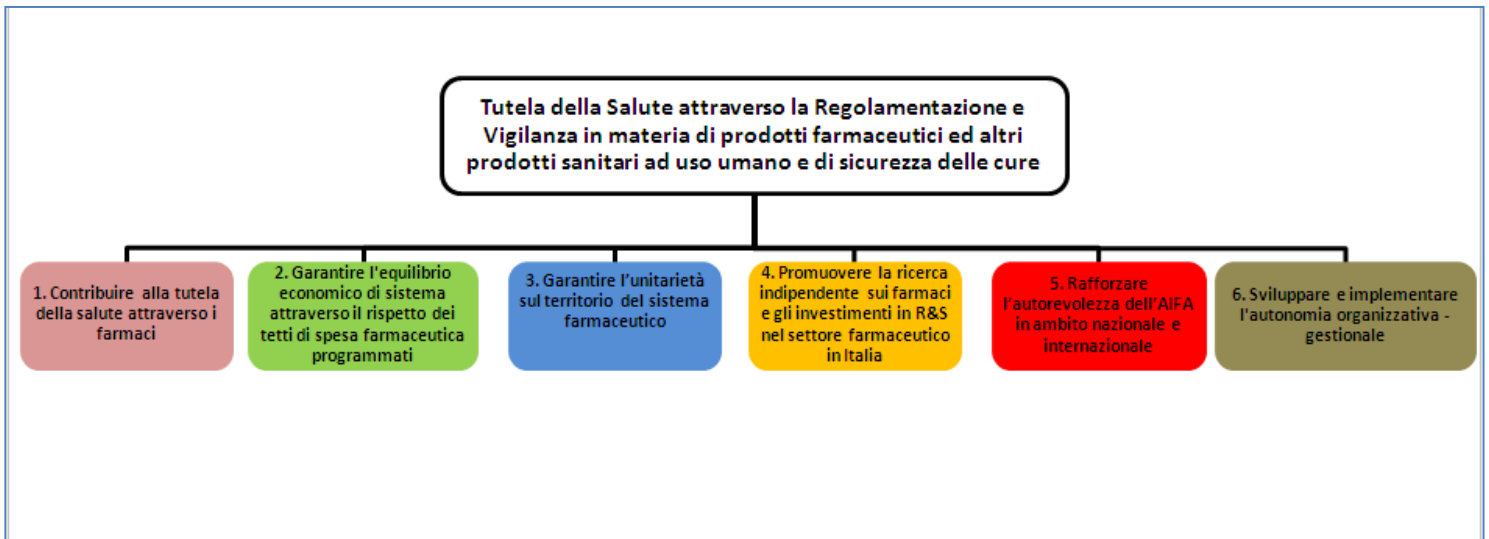 Tutela della Salute attraverso la Regolamentazione e
Vigilanza in materia di prodotti farmaceutici ed altri
prodotti sanitari ad uso umano e di sicurezza delle cure
1. Contribuire alla tutela
della salute attraverso i
farmaci
2. Garantire l'equilibrio
economico di sistema
attraverso il rispetto dei
tetti di spesa farmaceutica
programmati
3. Garantire l’unitarietà
sul territorio del sistema
farmaceutico
4. Promuovere la ricerca
indipendente sui farmaci
e gli investimenti in R&S
nel settore farmaceutico
in Italia
5. Rafforzare
l’autorevolezza dell’AIFA
in ambito nazionale e
internazionale
6. Sviluppare e implementare
l'autonomia organizzativa -
gestionale